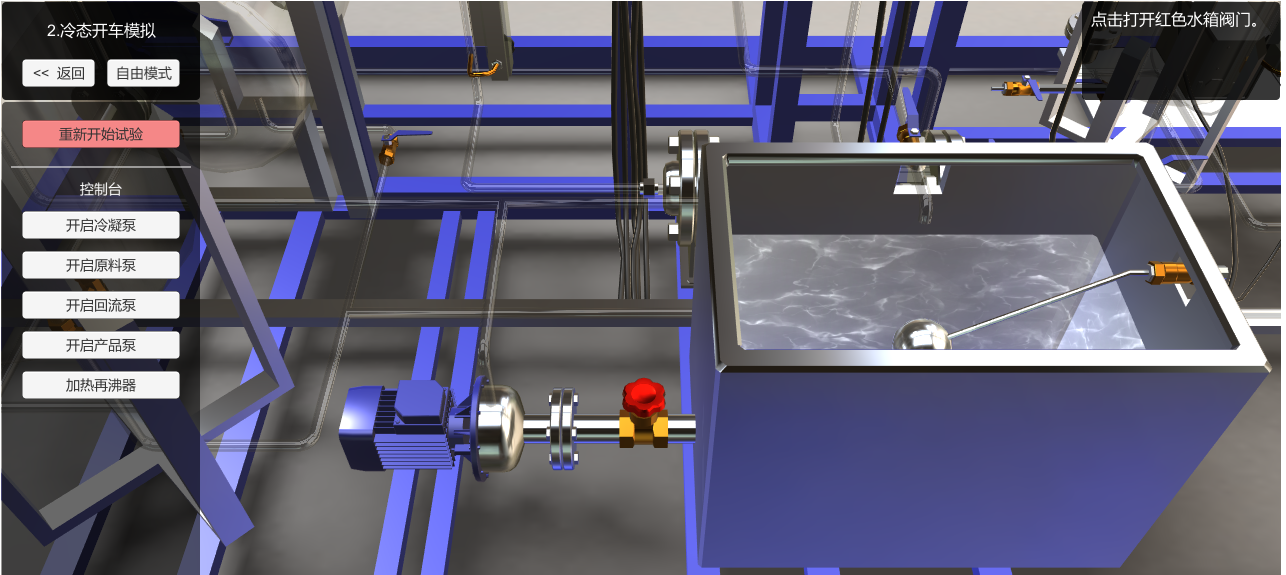 2.冷态开车模拟
<< 返回
自由模式
重新开始试验
控制台
开启冷凝泵
开启原料泵
开启回流泵
开启产品泵
加热再沸器
点击打开红色水箱阀门。